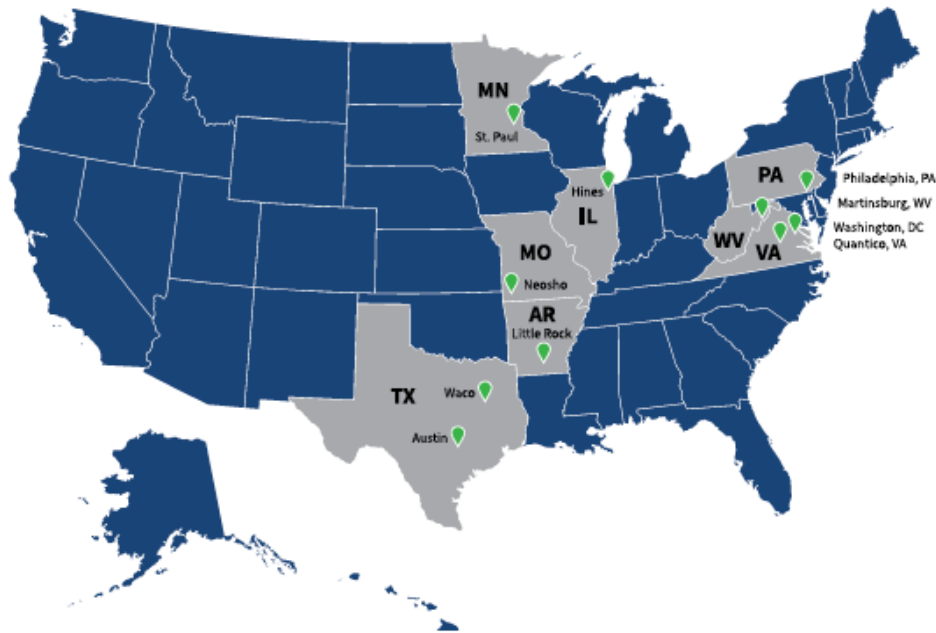 MN
St. Paul
Hines
IL
PA
Philadelphia, PA
Martinsburg, WV
Washington, DC
Quantico, VA
WV
VA
MO
Neosho
AR
Little Rock
TX
Waco
Austin